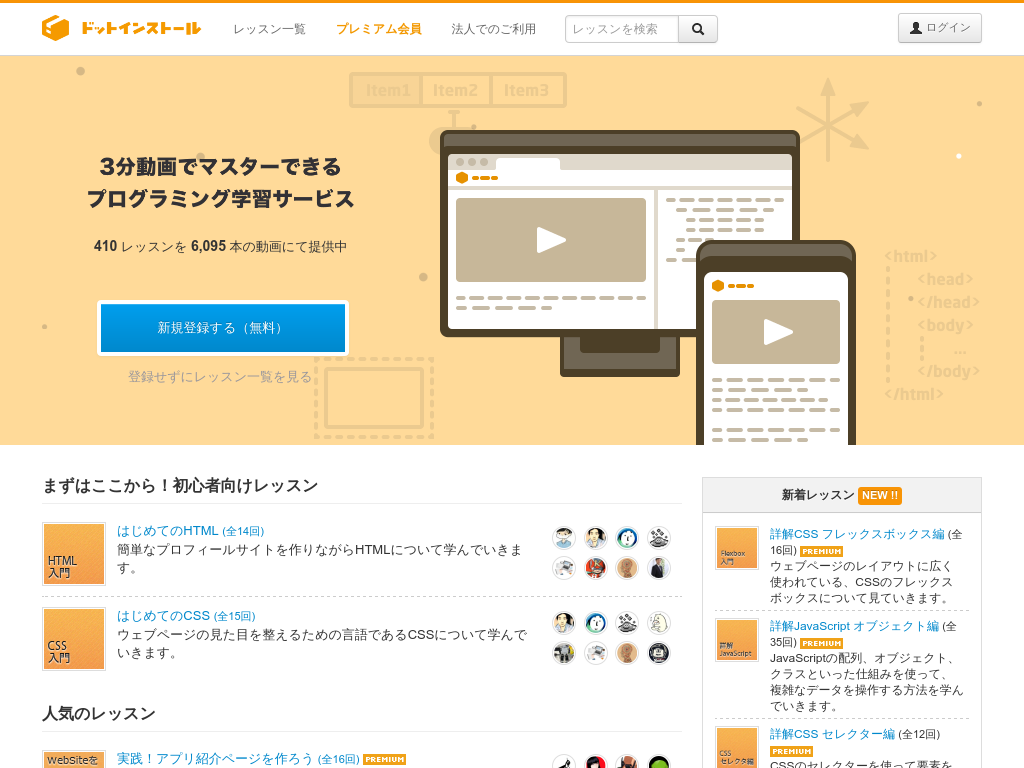 ドットインストール
レッスン一覧
プレミアム会員
法人でのご利用
レッスンを検索
ログイン
Item1
Item2
Item3
3分動画でマスターできる
プログラミング学習サービス
410 レッスンを 6,095 本の動画にて提供中
新規登録する（無料）
登録せずにレッスン一覧を見る
<html>
<head>
</head>
<body>
...
</body>
</html>
まずはここから！初心者向けレッスン
HTML
入門
はじめてのHTML (全14回)
簡単なプロフィールサイトを作りながらHTMLについて学んでいきま
す。
CSS
入門
はじめてのCSS (全15回)
ウェブページの見た目を整えるための言語であるCSSについて学んで
いきます。
人気のレッスン
WebSiteを
実践！アプリ紹介ページを作ろう (全16回) PREMIUM
新着レッスン NEW !!
Flexbox
入門
詳解CSS フレックスボックス編 (全
16回) PREMIUM
ウェブページのレイアウトに広く
使われている、CSSのフレックス
ボックスについて見ていきます。
詳解
JavaScript
詳解JavaScript オブジェクト編 (全
35回) PREMIUM
JavaScriptの配列、オブジェクト、
クラスといった仕組みを使って、
複雑なデータを操作する方法を学ん
でいきます。
CSS
セレクタ編
詳解CSS セレクター編 (全12回)
PREMIUM
CSSのセレクターを使って要素を